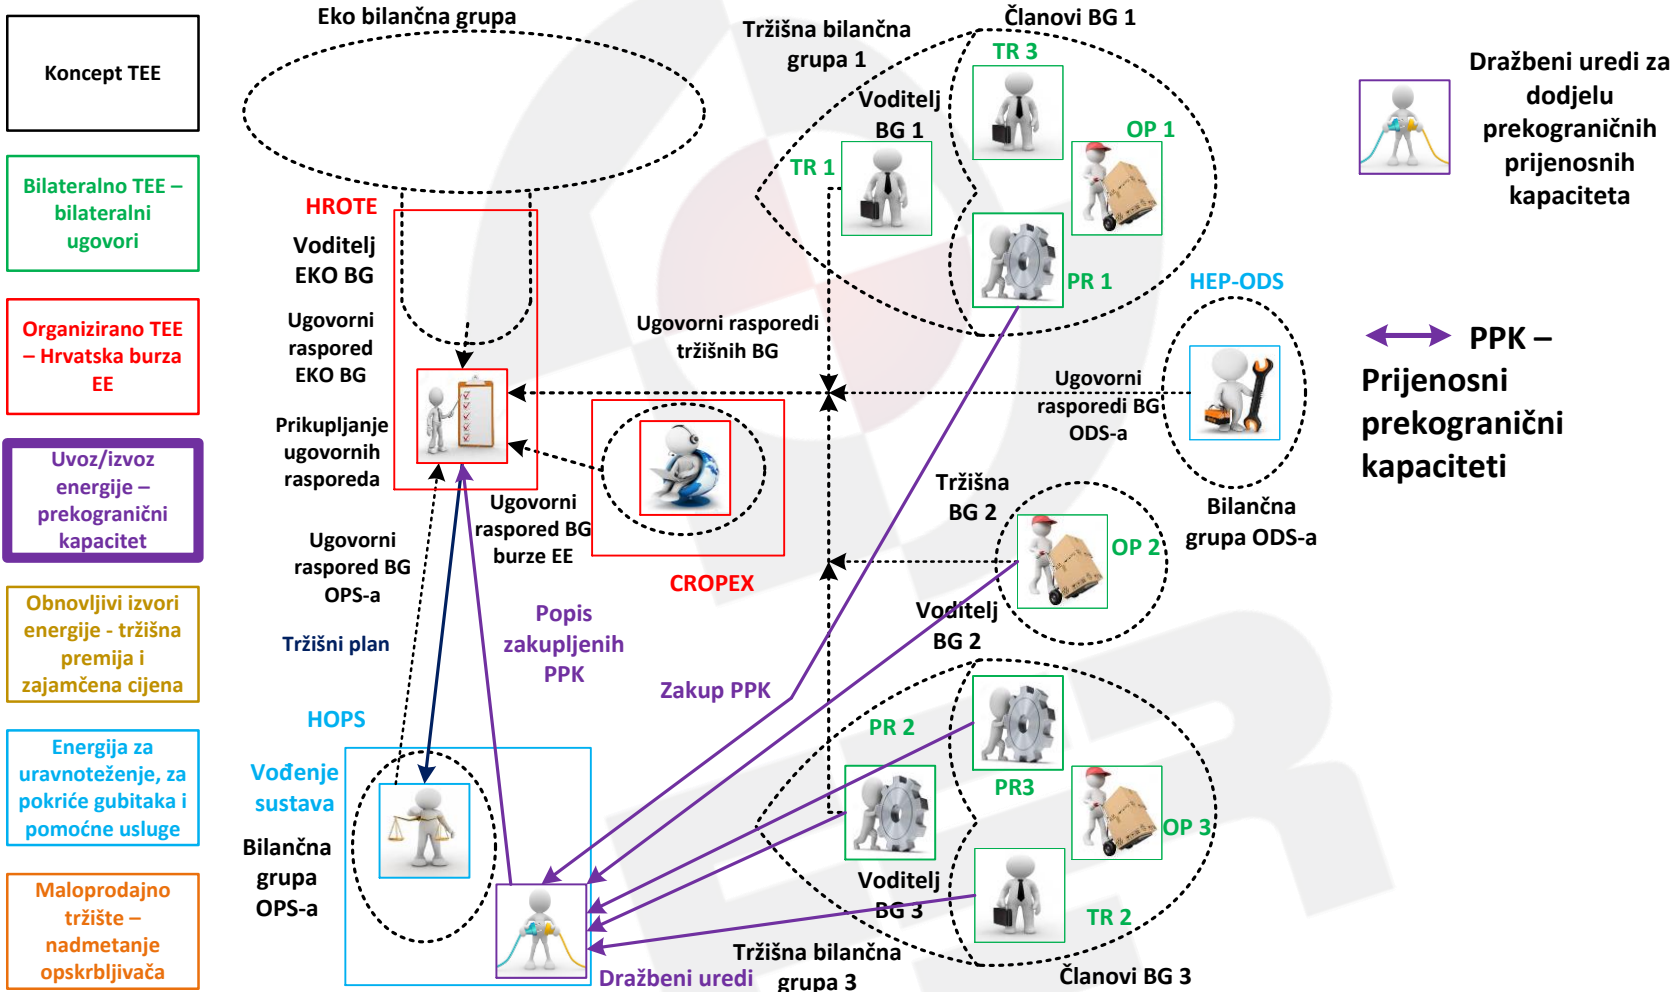 Koncept TEE
Bilateralno TEE –
bilateralni
ugovori
Organizirano TEE
– Hrvatska burza
EE
Uvoz/izvoz
energije –
prekogranični
kapacitet
Obnovljivi izvori
energije - tržišna
premija i
zajamčena cijena
Energija za
uravnoteženje, za
pokriće gubitaka i
pomoćne usluge
Maloprodajno
tržište –
nadmetanje
opskrbljivača
Eko bilančna grupa
HROTE
Voditelj
EKO BG
Ugovorni
raspored
EKO BG
Prikupljanje
ugovornih
rasporeda
Ugovorni
raspored BG
OPS-a
Tržišni plan
HOPS
Vođenje
sustava
Bilančna
grupa
OPS-a
Ugovorni
raspored BG
burze EE
CROPEX
Popis
zakupljenih
PPK
Zakup PPK
Dražbeni uredi
Tržišna bilančna
grupa 1
Članovi BG 1
Voditelj
BG 1
TR 1
TR 3
OP 1
PR 1
Ugovorni rasporedi
tržišnih BG
HEP-ODS
Ugovorni
rasporedi BG
ODS-a
Bilančna
grupa ODS-a
Tržišna
BG 2
OP 2
Voditelj
BG 2
PR 2
PR3
OP 3
Voditelj
BG 3
TR 2
Tržišna bilančna
grupa 3
Članovi BG 3
Dražbeni uredi za
dodjelu
prekograničnih
prijenosnih
kapaciteta
PPK –
Prijenosni
prekogranični
kapaciteti